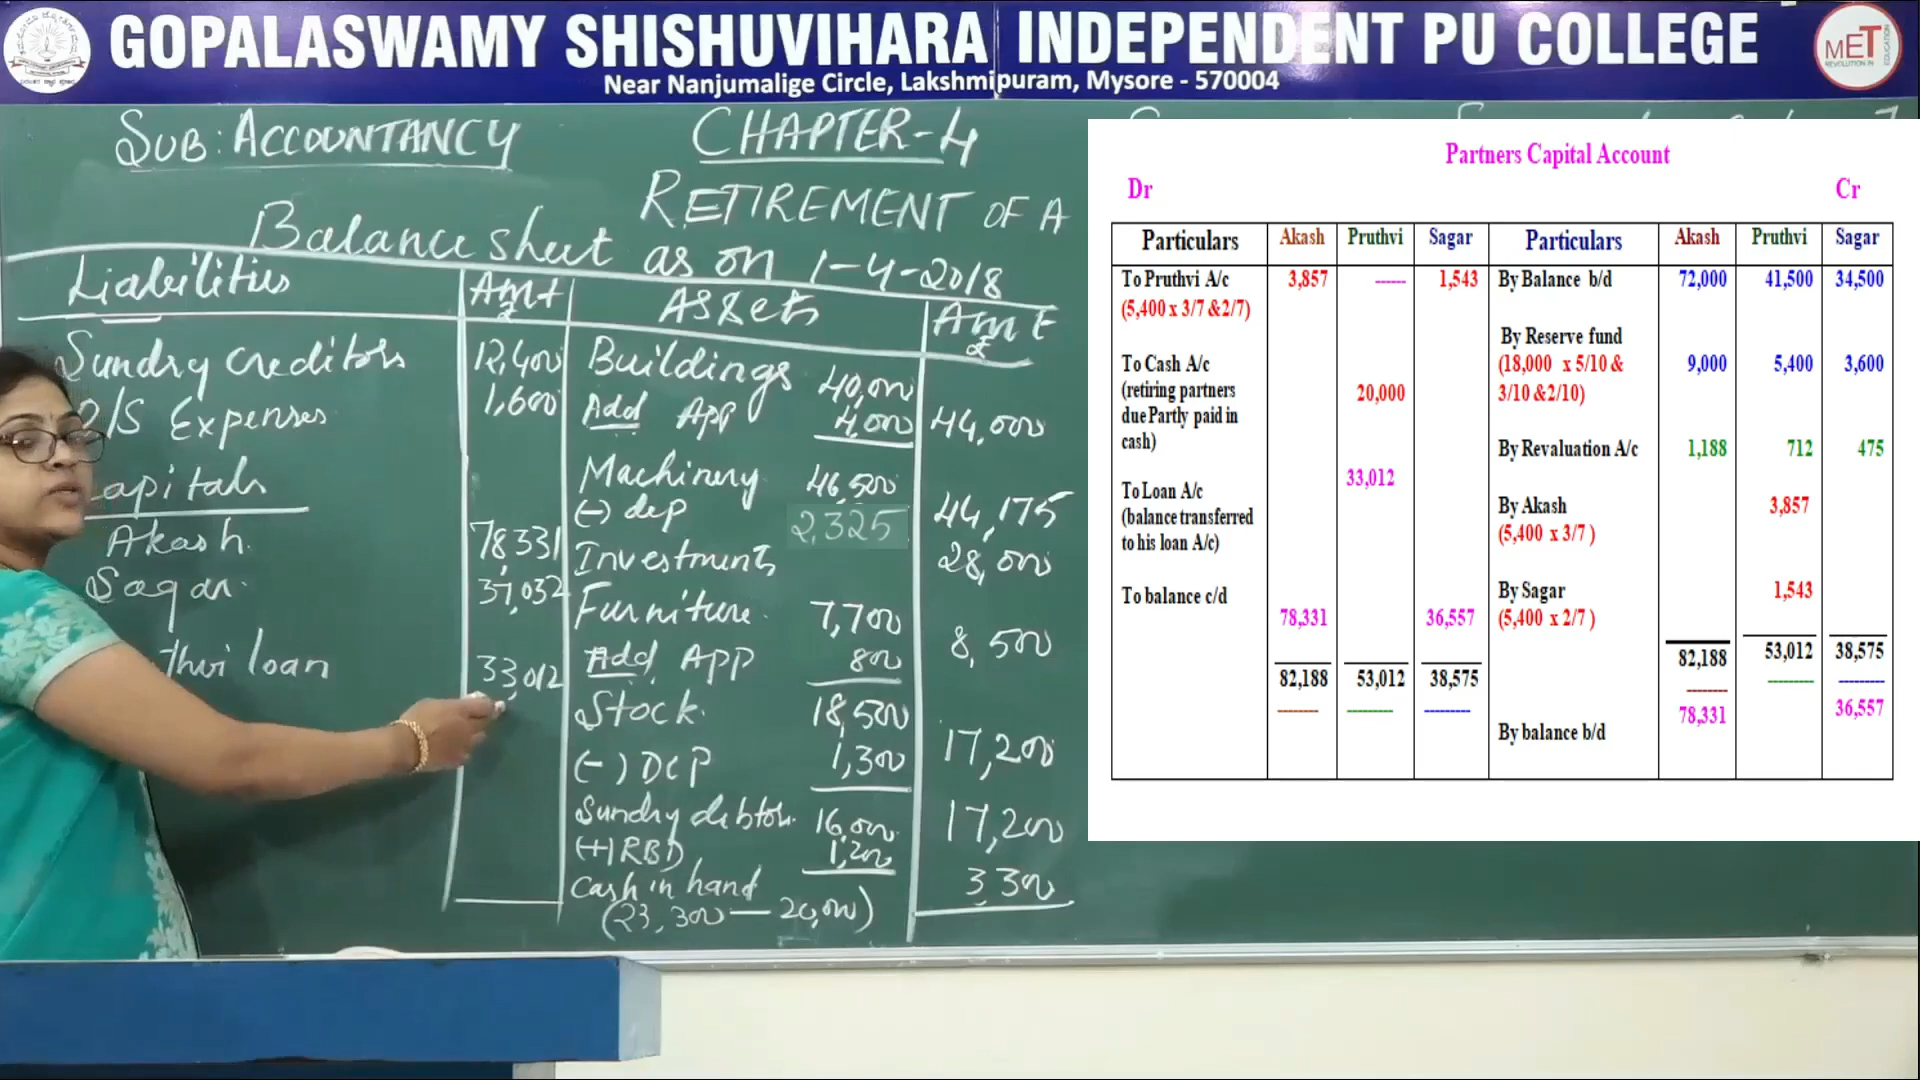 GOPALASWAMY SHISHUVIHARA INDEPENDENT PU COLLEGE
Near Nanjumalige Circle, Lakshmipuram, Mysore - 570004
MET
SUB: ACCOUNTANCY
CHAPTER-4
RETIREMENT OF A
Balance sheet as on 1-4-2018
Liabilities Amt ₹ Assets Amt ₹
Sundry creditors 12,400 Buildings 40,000
O/S Expenses 1,600 Add App 4,000 44,000
Capitals Machinery 46,500
(-) dep 2,325 44,175
Akash 78,331 Investments 28,000
Sagar 37,032 Furniture 7,700
thvi loan 33,012 Add APP 800 8,500
Stock 18,500
(-) Dep 1,300 17,200
Sundry debtors 16,000 17,200
(+) RBD 1,200
Cash in hand 3,300
(23,300 — 20,000)
Partners Capital Account
Dr Cr
Particulars Akash Pruthvi Sagar Particulars Akash Pruthvi Sagar
To Pruthvi A/c 3,857 ------ 1,543 By Balance b/d 72,000 41,500 34,500
(5,400 x 3/7 &2/7)
By Reserve fund
To Cash A/c (18,000 x 5/10 & 9,000 5,400 3,600
(retiring partners 20,000 3/10 &2/10)
due Partly paid in
cash) By Revaluation A/c 1,188 712 475
33,012
To Loan A/c By Akash 3,857
(balance transferred (5,400 x 3/7 )
to his loan A/c)
To balance c/d By Sagar 1,543
78,331 36,557 (5,400 x 2/7 )
82,188 53,012 38,575
82,188 53,012 38,575
78,331 36,557
By balance b/d